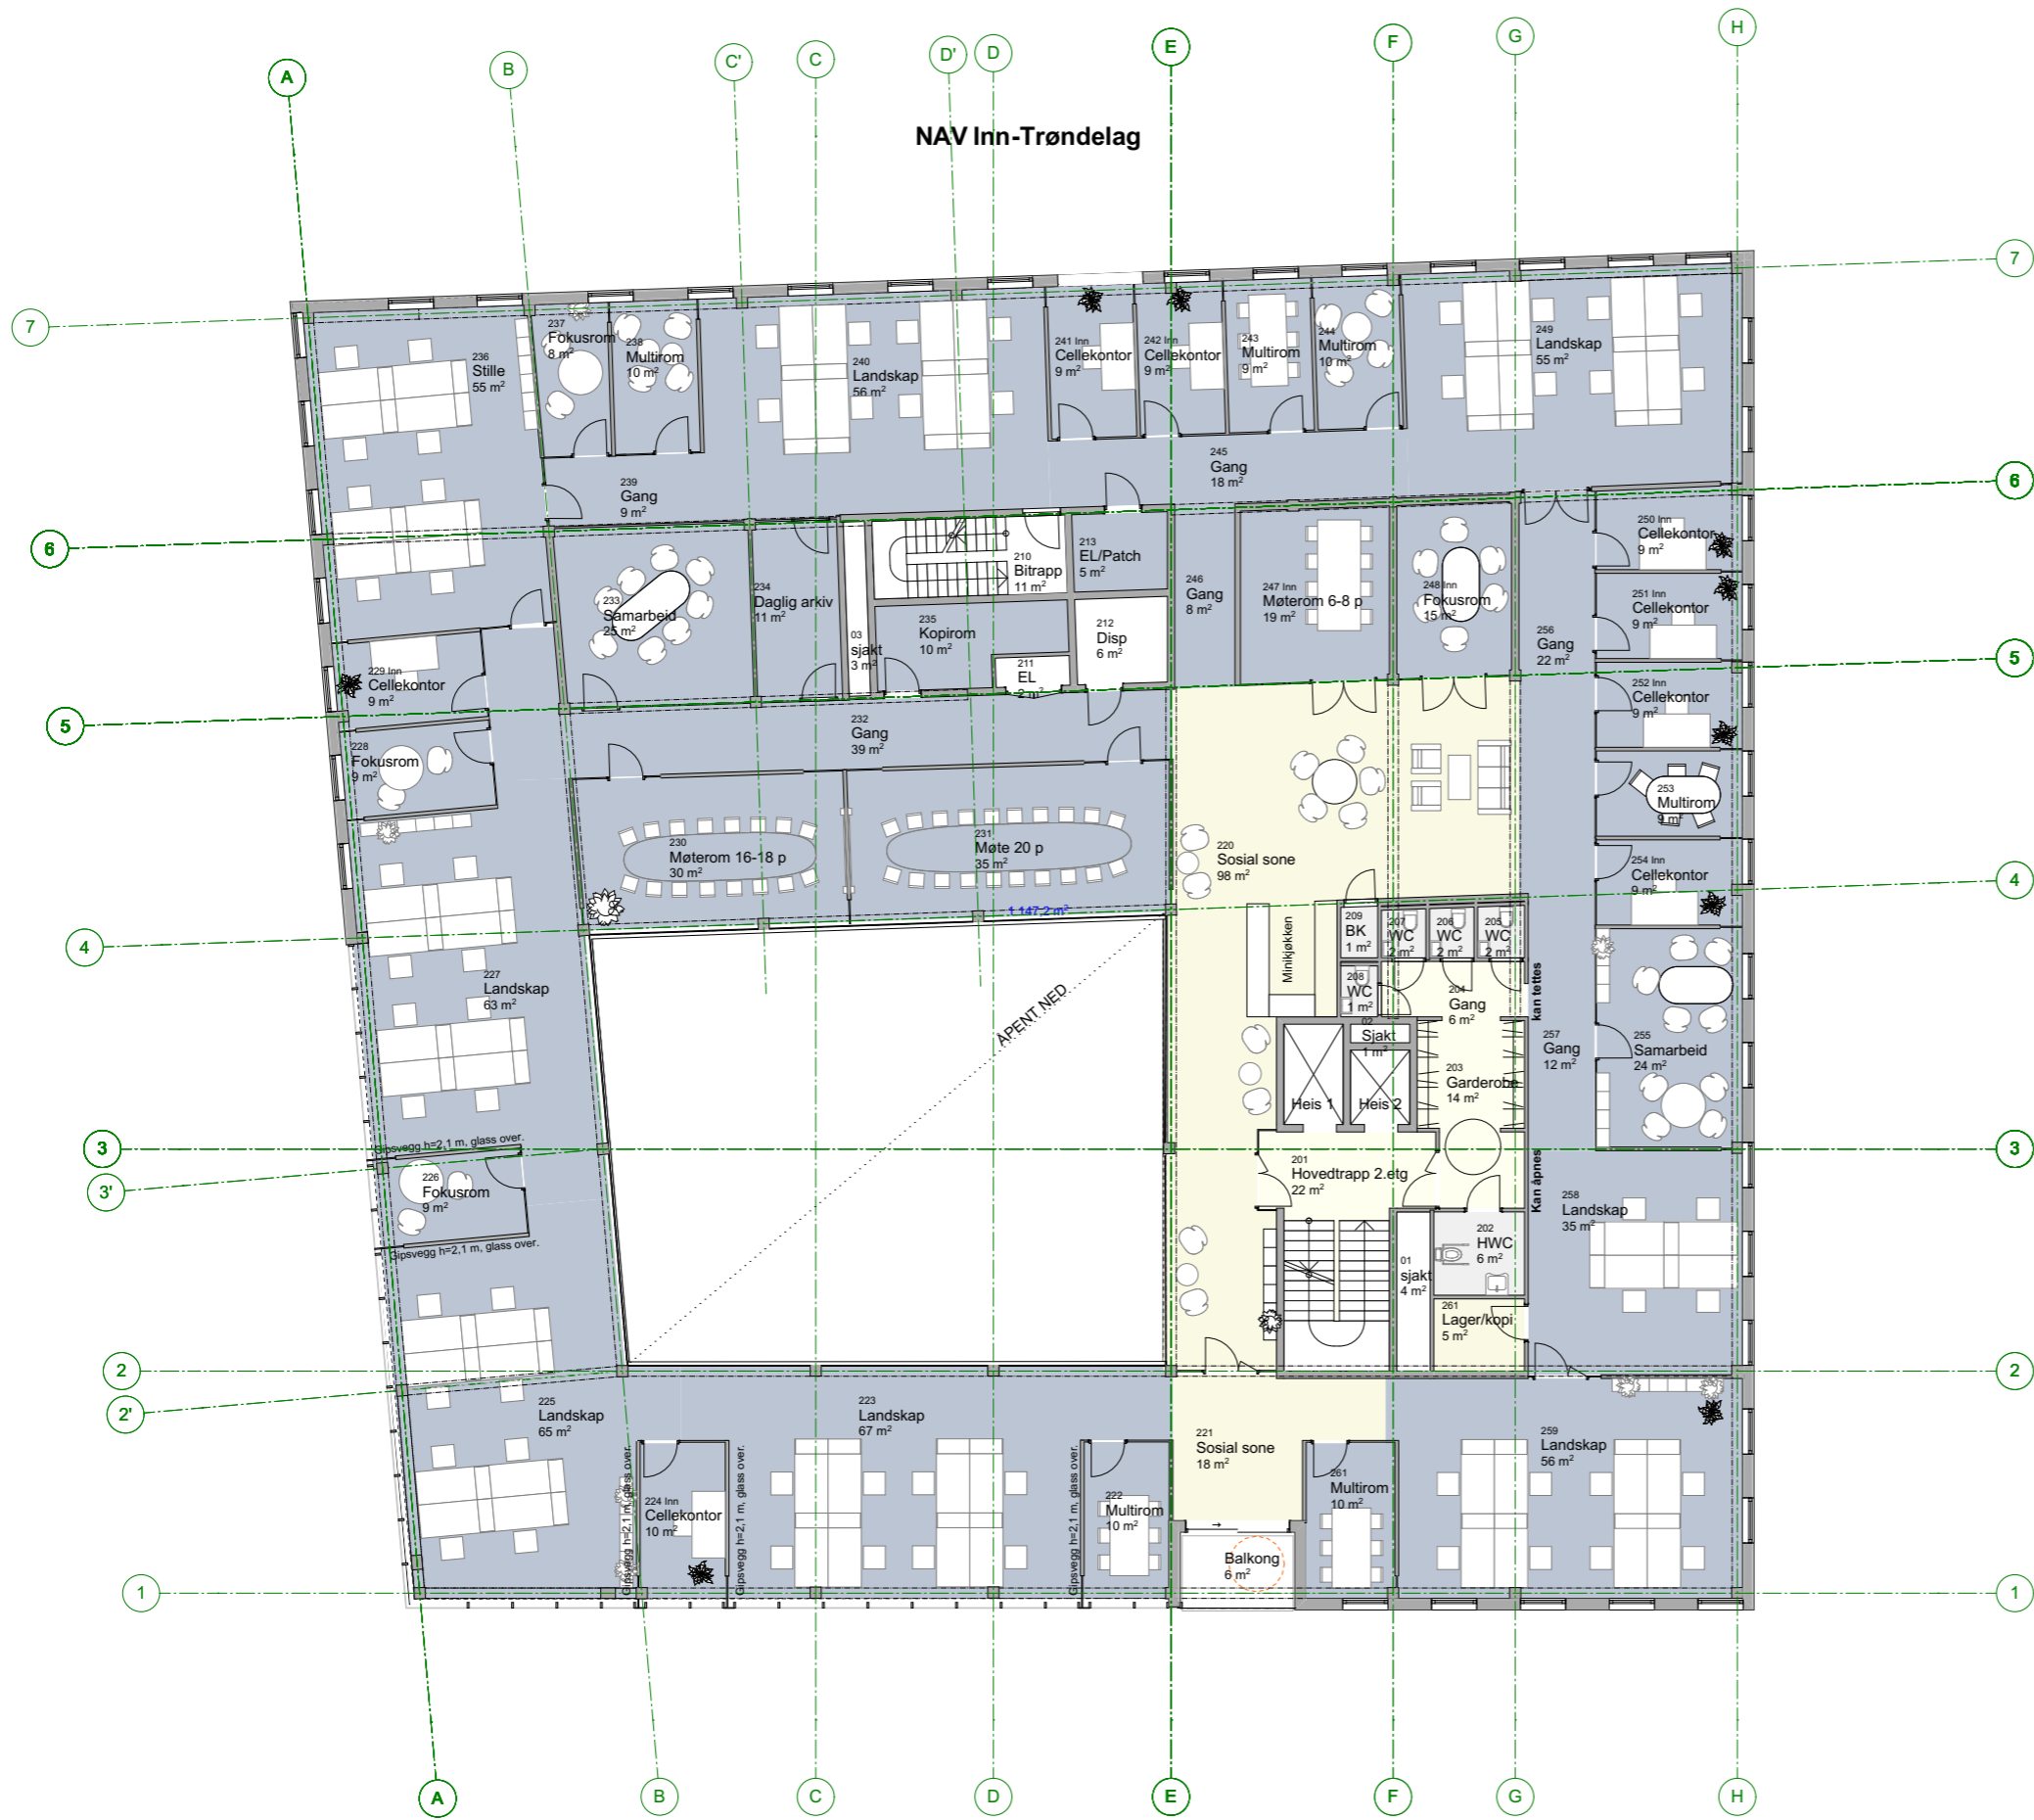 A
B
C'
C
D'
D
E
F
G
H
NAV Inn-Trøndelag
7
7
237
Fokusrom
8 m²
238
Multirom
10 m²
236
Stille
55 m²
240
Landskap
56 m²
241 Inn
Cellekontor
9 m²
242 Inn
Cellekontor
9 m²
243
Multirom
9 m²
244
Multirom
10 m²
249
Landskap
55 m²
239
Gang
9 m²
245
Gang
18 m²
6
6
233
Samarbeid
25 m²
234
Daglig arkiv
11 m²
03
sjakt
3 m²
210
Bitrapp
11 m²
213
EL/Patch
5 m²
235
Kopirom
10 m²
211
EL
2 m²
212
Disp
6 m²
246
Gang
8 m²
247 Inn
Møterom 6-8 p
19 m²
248 Inn
Fokusrom
15 m²
256
Gang
22 m²
250 Inn
Cellekontor
9 m²
251 Inn
Cellekontor
9 m²
252 Inn
Cellekontor
9 m²
253
Multirom
9 m²
254 Inn
Cellekontor
9 m²
5
5
229 Inn
Cellekontor
9 m²
228
Fokusrom
9 m²
232
Gang
39 m²
230
Møterom 16-18 p
30 m²
231
Møte 20 p
35 m²
1 147,2 m²
220
Sosial sone
98 m²
4
4
Minikjøkken
209
BK
1 m²
207
WC
2 m²
206
WC
2 m²
205
WC
2 m²
208
WC
1 m²
204
Gang
6 m²
kan tettes
02
Sjakt
1 m²
203
Garderobe
14 m²
Heis 1
Heis 2
257
Gang
12 m²
255
Samarbeid
24 m²
227
Landskap
63 m²
ÅPENT NED
Gipsvegg h=2,1 m, glass over.
3
3
3'
226
Fokusrom
9 m²
Gipsvegg h=2,1 m, glass over.
201
Hovedtrapp 2.etg
22 m²
Kan åpnes
258
Landskap
35 m²
202
HWC
6 m²
01
sjakt
4 m²
261
Lager/kopi
5 m²
2
2
2'
225
Landskap
65 m²
223
Landskap
67 m²
221
Sosial sone
18 m²
259
Landskap
56 m²
Gipsvegg h=2,1 m, glass over.
224 Inn
Cellekontor
10 m²
Gipsvegg h=2,1 m, glass over.
Gipsvegg h=2,1 m, glass over.
222
Multirom
10 m²
261
Multirom
10 m²
Balkong
6 m²
1
1
A
B
C
D
E
F
G
H